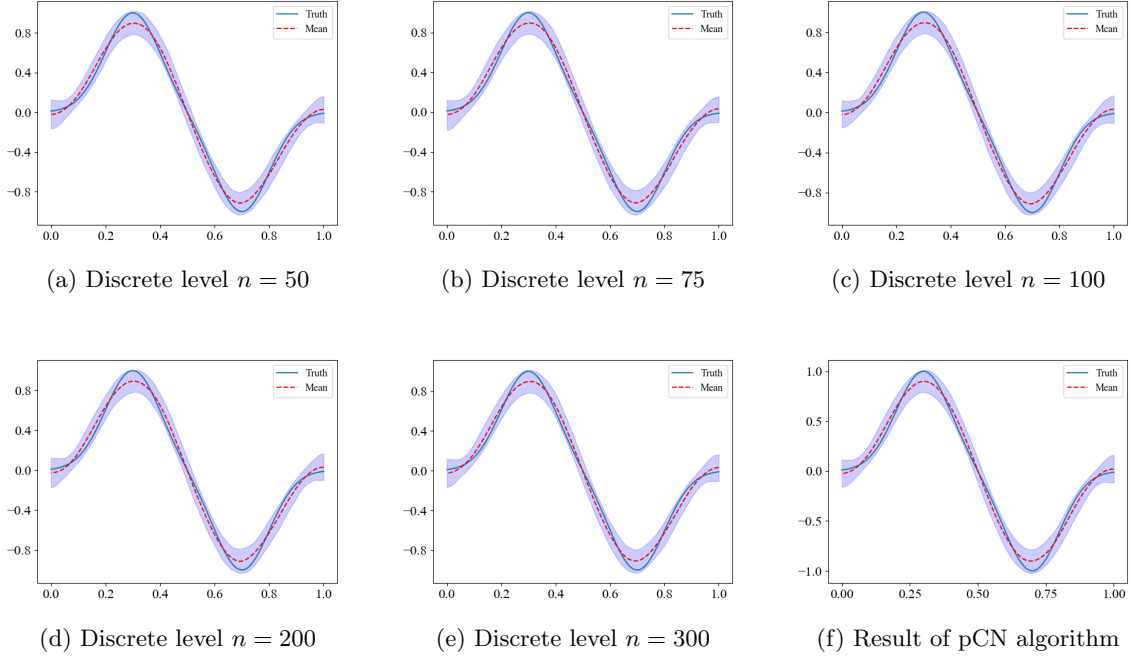 Truth
Mean
0.8
0.4
0.0
−0.4
−0.8
0.0 0.2 0.4 0.6 0.8 1.0
(a) Discrete level n = 50
Truth
Mean
0.8
0.4
0.0
−0.4
−0.8
0.0 0.2 0.4 0.6 0.8 1.0
(b) Discrete level n = 75
Truth
Mean
0.8
0.4
0.0
−0.4
−0.8
0.0 0.2 0.4 0.6 0.8 1.0
(c) Discrete level n = 100
Truth
Mean
0.8
0.4
0.0
−0.4
−0.8
0.0 0.2 0.4 0.6 0.8 1.0
(d) Discrete level n = 200
Truth
Mean
0.8
0.4
0.0
−0.4
−0.8
0.0 0.2 0.4 0.6 0.8 1.0
(e) Discrete level n = 300
Truth
Mean
1.0
0.5
0.0
−0.5
−1.0
0.00 0.25 0.50 0.75 1.00
(f) Result of pCN algorithm